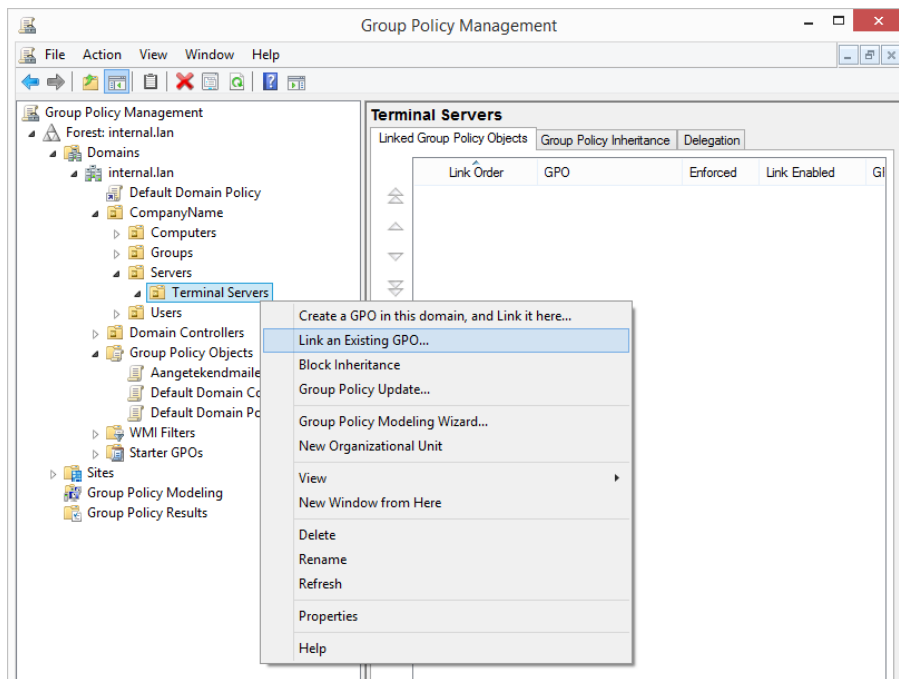 Group Policy Management
File Action View Window Help
Group Policy Management
Forest: internal.lan
Domains
internal.lan
Default Domain Policy
CompanyName
Computers
Groups
Servers
Terminal Servers
Users
Domain Controllers
Group Policy Objects
Aangetekendmaile
Default Domain Co
Default Domain Po
WMI Filters
Starter GPOs
Sites
Group Policy Modeling
Group Policy Results
Terminal Servers
Linked Group Policy Objects Group Policy Inheritance Delegation
Link Order GPO Enforced Link Enabled
Create a GPO in this domain, and Link it here...
Link an Existing GPO...
Block Inheritance
Group Policy Update...
Group Policy Modeling Wizard...
New Organizational Unit
View
New Window from Here
Delete
Rename
Refresh
Properties
Help